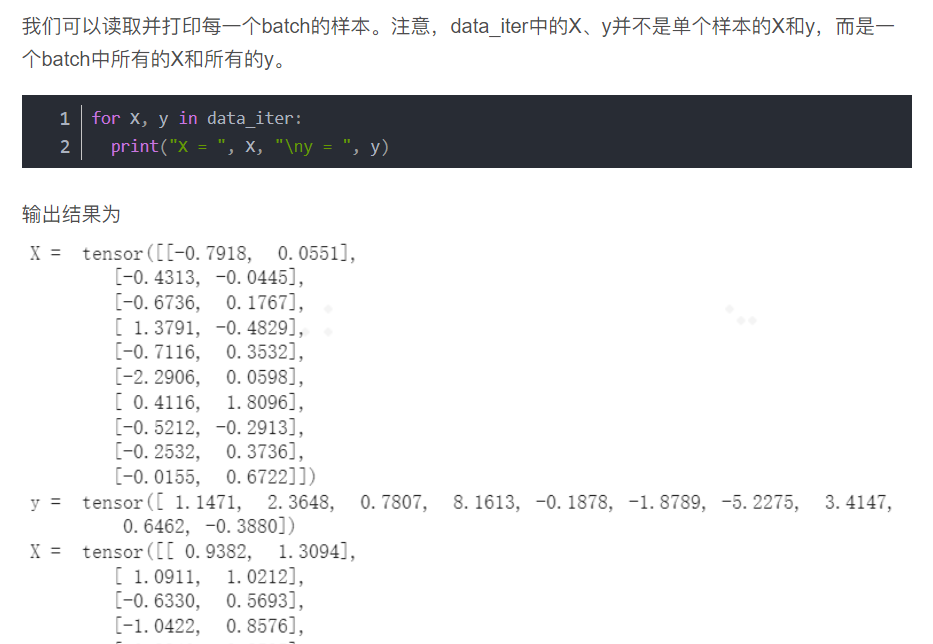 我们可以读取并打印每一个batch的样本。注意，data_iter中的X、y并不是单个样本的X和y，而是一
个batch中所有的X和所有的y。
1 for X, y in data_iter:
2   print("X = ", X, "\ny = ", y)
输出结果为
X =  tensor([[-0.7918,  0.0551],
        [-0.4313, -0.0445],
        [-0.6736,  0.1767],
        [ 1.3791, -0.4829],
        [-0.7116,  0.3532],
        [-2.2906,  0.0598],
        [ 0.4116,  1.8096],
        [-0.5212, -0.2913],
        [-0.2532,  0.3736],
        [-0.0155,  0.6722]])
y =  tensor([ 1.1471,  2.3648,  0.7807,  8.1613, -0.1878, -1.8789, -5.2275,  3.4147,
         0.6462, -0.3880])
X =  tensor([[ 0.9382,  1.3094],
        [ 1.0911,  1.0212],
        [-0.6330,  0.5693],
        [-1.0422,  0.8576],